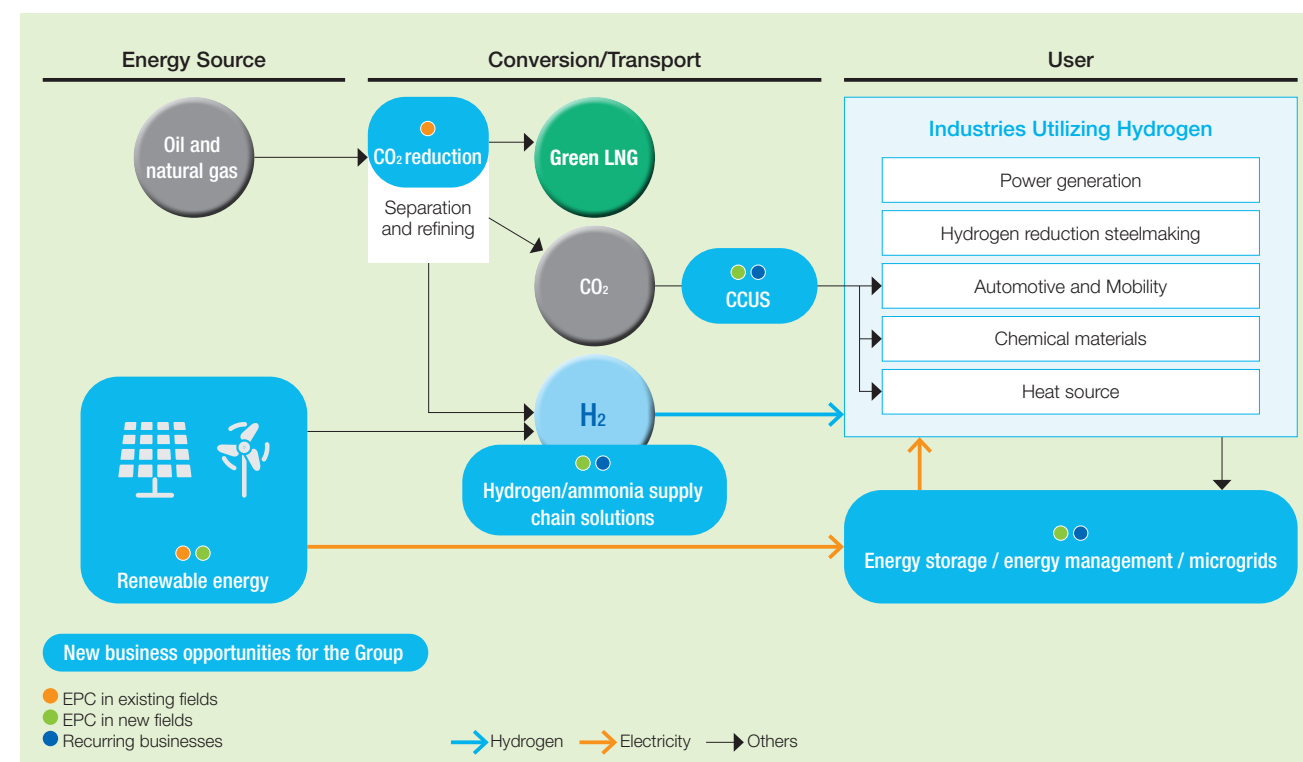 Energy Source
Conversion/Transport
User
Oil and
natural gas
CO2 reduction
Separation
and refining
Green LNG
CO2
CCUS
H2
Hydrogen/ammonia supply
chain solutions
Renewable energy
Industries Utilizing Hydrogen
Power generation
Hydrogen reduction steelmaking
Automotive and Mobility
Chemical materials
Heat source
Energy storage / energy management / microgrids
New business opportunities for the Group
EPC in existing fields
EPC in new fields
Recurring businesses
Hydrogen
Electricity
Others